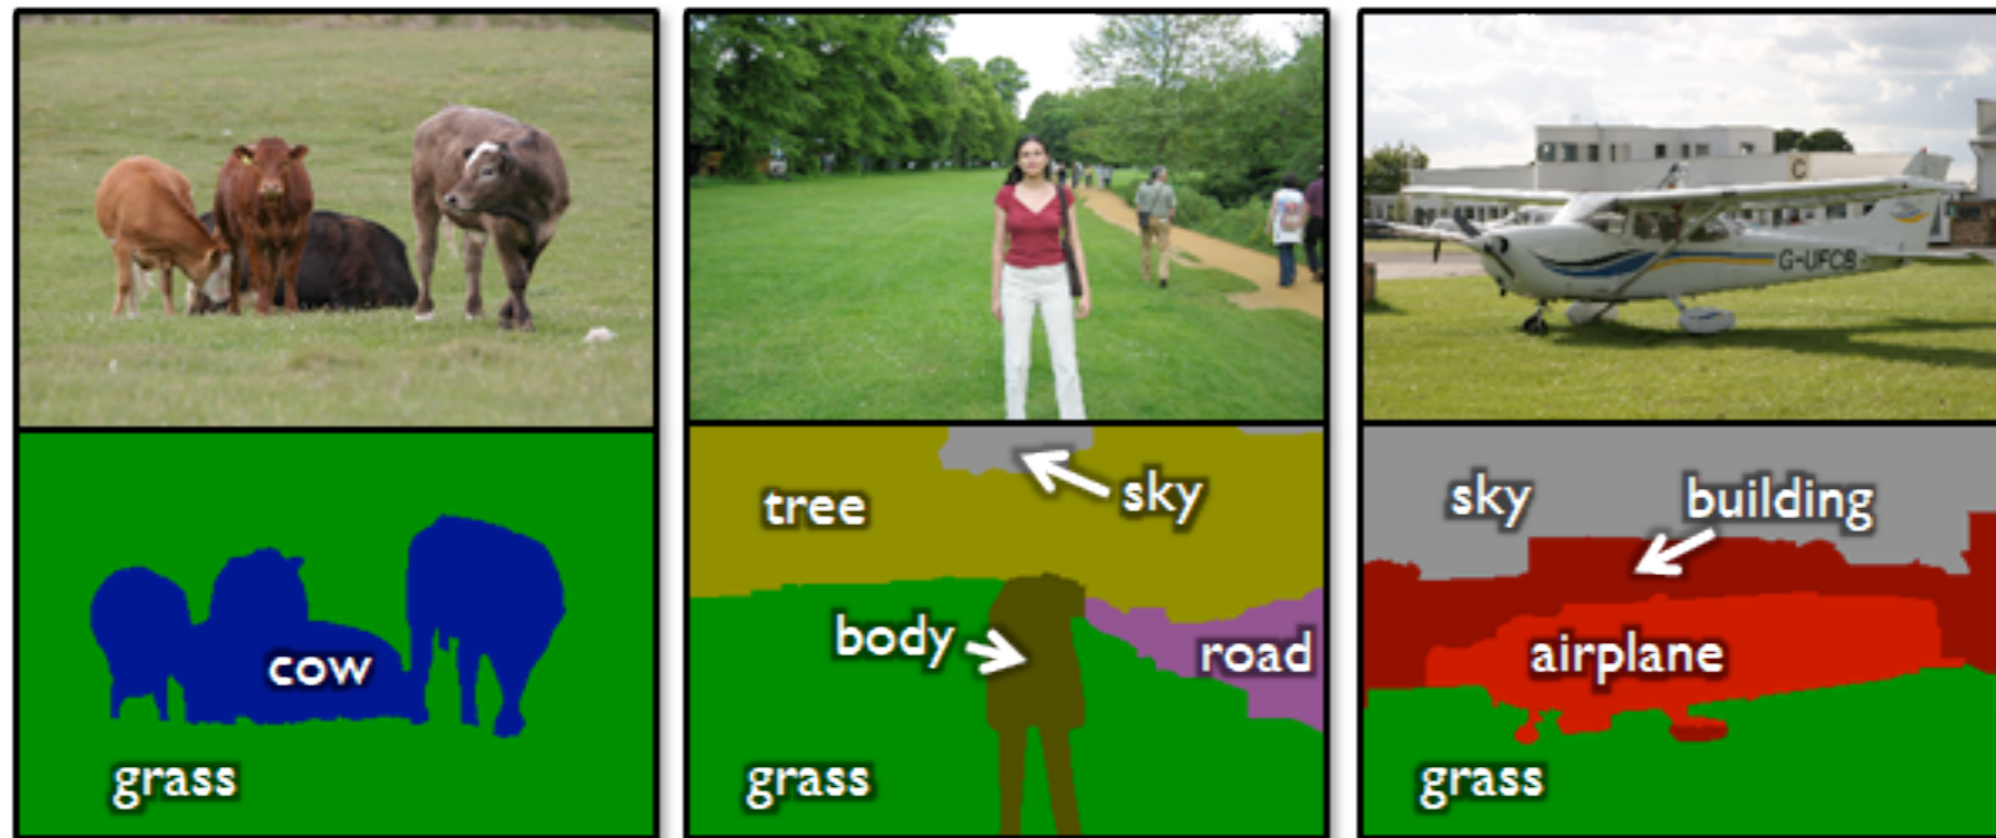 cow
grass
tree
sky
body
road
grass
C
G-UFCB
sky
building
airplane
grass